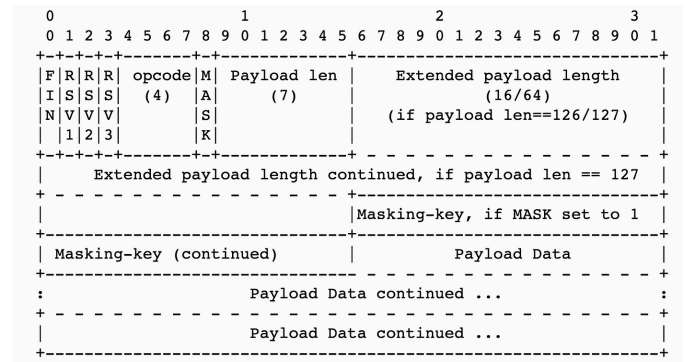 0                   1                   2                   3
 0 1 2 3 4 5 6 7 8 9 0 1 2 3 4 5 6 7 8 9 0 1 2 3 4 5 6 7 8 9 0 1
+-+-+-+-+-------+-+-------------+-------------------------------+
|F|R|R|R| opcode|M| Payload len |    Extended payload length    |
|I|S|S|S|  (4)  |A|     (7)     |            (16/64)            |
|N|V|V|V|       |S|             |  (if payload len==126/127)    |
| |1|2|3|       |K|             |                               |
+-+-+-+-+-------+-+-------------+ - - - - - - - - - - - - - - - +
|     Extended payload length continued, if payload len == 127  |
+ - - - - - - - - - - - - - - - +-------------------------------+
|                               |Masking-key, if MASK set to 1  |
+-------------------------------+-------------------------------+
| Masking-key (continued)       |          Payload Data         |
+-------------------------------- - - - - - - - - - - - - - - - +
:                     Payload Data continued ...                :
+ - - - - - - - - - - - - - - - - - - - - - - - - - - - - - - - +
|                     Payload Data continued ...                |
+---------------------------------------------------------------+